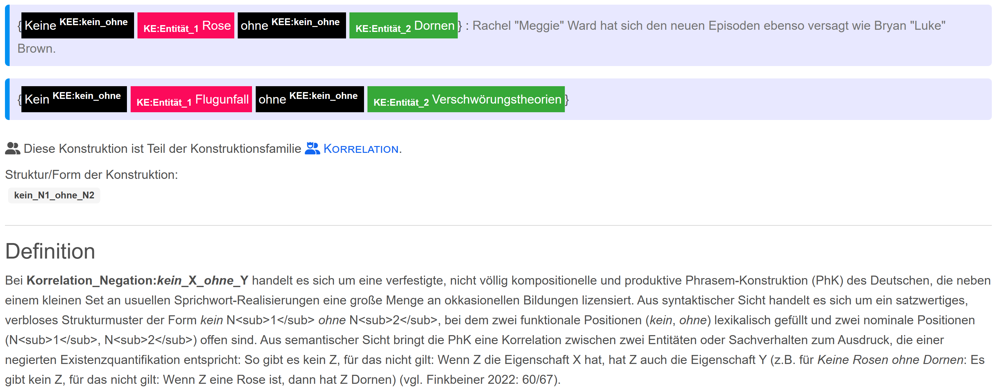 {Keine KEE:kein_ohne KE:Entität_1 Rose ohne KEE:kein_ohne KE:Entität_2 Dornen} : Rachel "Meggie" Ward hat sich den neuen Episoden ebenso versagt wie Bryan "Luke"
Brown.
{Kein KEE:kein_ohne KE:Entität_1 Flugunfall ohne KEE:kein_ohne KE:Entität_2 Verschwörungstheorien}
Diese Konstruktion ist Teil der Konstruktionsfamilie Korrelation.
Struktur/Form der Konstruktion:
kein_N1_ohne_N2
Definition
Bei Korrelation_Negation:kein_X_ohne_Y handelt es sich um eine verfestigte, nicht völlig kompositionelle und produktive Phrasem-Konstruktion (PhK) des Deutschen, die neben
einem kleinen Set an usuellen Sprichwort-Realisierungen eine große Menge an okkasionellen Bildungen lizensiert. Aus syntaktischer Sicht handelt es sich um ein satzwertiges,
verbloses Strukturmuster der Form kein N<sub>1</sub> ohne N<sub>2</sub>, bei dem zwei funktionale Positionen (kein, ohne) lexikalisch gefüllt und zwei nominale Positionen
(N<sub>1</sub>, N<sub>2</sub>) offen sind. Aus semantischer Sicht bringt die PhK eine Korrelation zwischen zwei Entitäten oder Sachverhalten zum Ausdruck, die einer
negierten Existenzquantifikation entspricht: So gibt es kein Z, für das nicht gilt: Wenn Z die Eigenschaft X hat, hat Z auch die Eigenschaft Y (z.B. für Keine Rosen ohne Dornen: Es
gibt kein Z, für das nicht gilt: Wenn Z eine Rose ist, dann hat Z Dornen) (vgl. Finkbeiner 2022: 60/67).